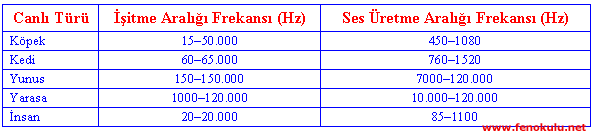 Canlı Türü İşitme Aralığı Frekansı (Hz) Ses Üretme Aralığı Frekansı (Hz)
Köpek 15–50.000 450–1080
Kedi 60–65.000 760–1520
Yunus 150–150.000 7000–120.000
Yarasa 1000–120.000 10.000–120.000
İnsan 20–20.000 85–1100
www.fenokulu.net